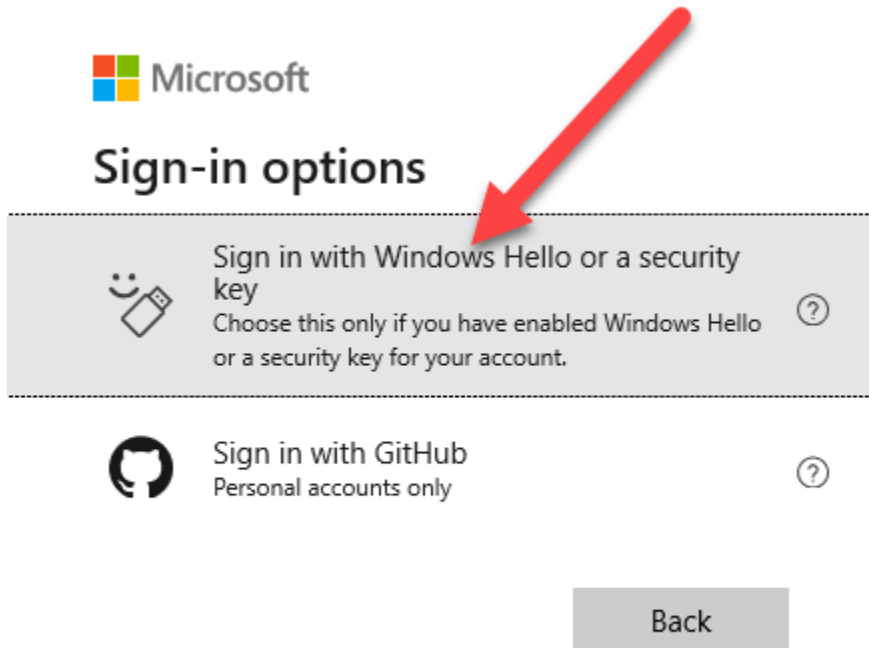 Microsoft
Sign-in options
Sign in with Windows Hello or a security
key
Choose this only if you have enabled Windows Hello
or a security key for your account.
?
Sign in with GitHub
Personal accounts only
?
Back